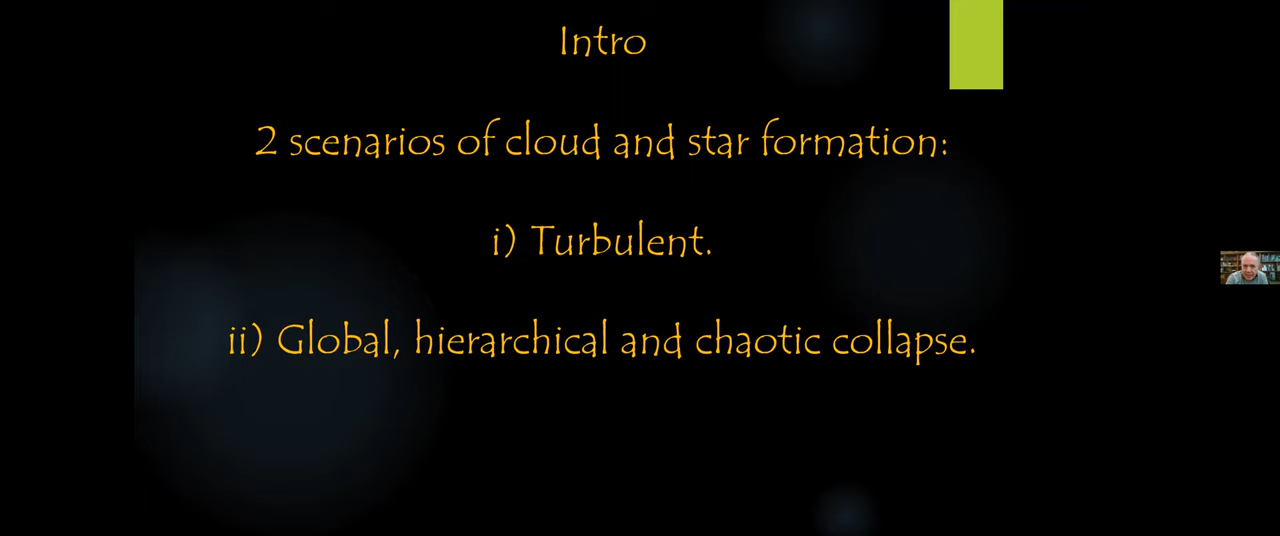 Intro
2 scenarios of cloud and star formation:
i) Turbulent.
ii) Global, hierarchical and chaotic collapse.